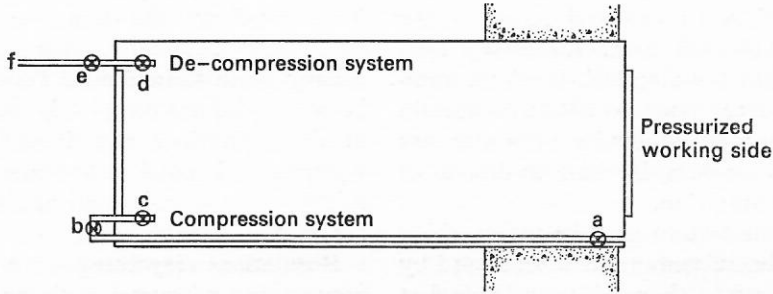 f
e
d
De-compression system
Pressurized
working side
c
b
Compression system
a